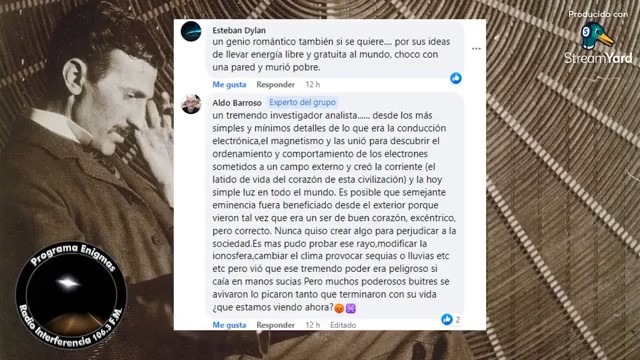 Producido con
StreamYard
Esteban Dylan
un genio romántico también si se quiere.... por sus ideas
de llevar energía libre y gratuita al mundo, choco con
una pared y murió pobre.
Me gusta Responder 12 h
Aldo Barroso Experto del grupo
un tremendo investigador analista...... desde los más
simples y mínimos detalles de lo que era la conducción
electrónica,el magnetismo y las unió para descubrir el
ordenamiento y comportamiento de los electrones
sometidos a un campo externo y creó la corriente (el
latido de vida del corazón de esta civilización) y la hoy
simple luz en todo el mundo. Es posible que semejante
eminencia fuera beneficiado desde el exterior porque
vieron tal vez que era un ser de buen corazón, excéntrico,
pero correcto. Nunca quiso crear algo para perjudicar a la
sociedad.Es mas pudo probar ese rayo,modificar la
ionosfera,cambiar el clima provocar sequias o lluvias etc
etc pero vió que ese tremendo poder era peligroso si
caía en manos sucias Pero muchos poderosos buitres se
avivaron lo picaron tanto que terminaron con su vida
¿que estamos viendo ahora?😡♓
Me gusta Responder 12 h Editado
2
Programa Enigmas
Radio Interferencia 106.3 F.M.